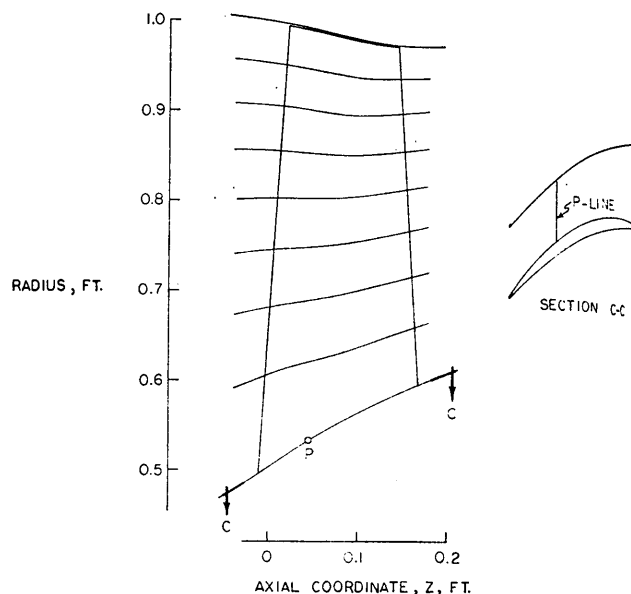 1.0
0.9
0.8
RADIUS, FT.
0.7
0.6
0.5
P
C
C
0
0.1
0.2
AXIAL COORDINATE, Z, FT.
P-LINE
SECTION C-C